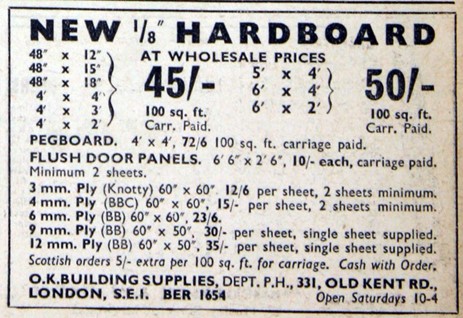 NEW 1/8" HARDBOARD
AT WHOLESALE PRICES
48" x 12"
48" x 15"
48" x 18"
4' x 4'
4' x 3'
4' x 2'
45/-
100 sq. ft.
Carr. Paid.
5' x 4'
6' x 4'
6' x 2'
50/-
100 sq. ft.
Carr. Paid.
PEGBOARD. 4' x 4', 72/6 100 sq. ft. carriage paid.
FLUSH DOOR PANELS. 6' 6" x 2' 6", 10/- each, carriage paid.
Minimum 2 sheets.
3 mm. Ply (Knotty) 60" x 60". 12/6 per sheet, 2 sheets minimum.
4 mm. Ply (BBC) 60" x 60", 15/- per sheet, 2 sheets minimum.
6 mm. Ply (BB) 60" x 60", 23/6.
9 mm. Ply (BB) 60" x 50", 30/- per sheet, single sheet supplied.
12 mm. Ply (BB) 60" x 50", 35/- per sheet, single sheet supplied.
Scottish orders 5/- extra per 100 sq. ft. for carriage. Cash with Order.
O.K.BUILDING SUPPLIES, DEPT. P.H., 331, OLD KENT RD.,
LONDON, S.E.1. BER 1654 Open Saturdays 10-4